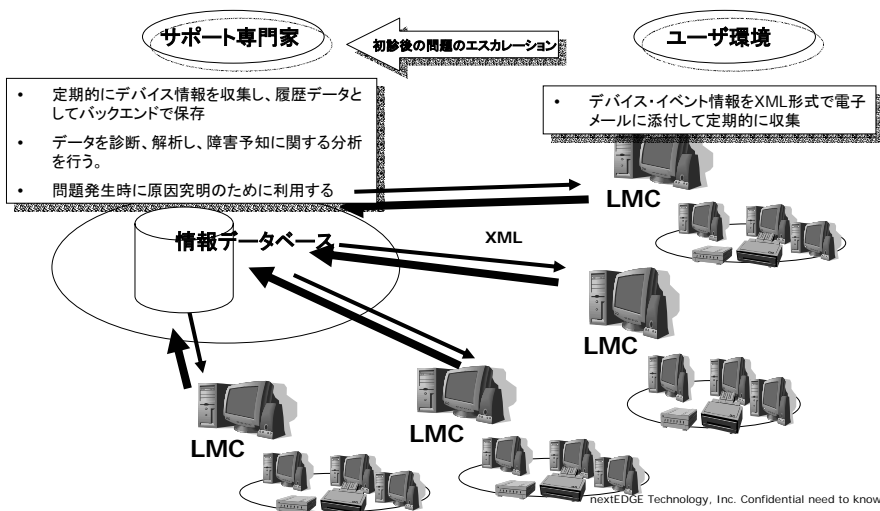 サポート専門家
初診後の問題のエスカレーション
ユーザ環境
• 定期的にデバイス情報を収集し、履歴データと
してバックエンドで保存
• データを診断、解析し、障害予知に関する分析
を行う。
• 問題発生時に原因究明のために利用する
• デバイス・イベント情報をXML形式で電子
メールに添付して定期的に収集
LMC
情報データベース
XML
LMC
LMC
LMC
nextEDGE Technology, Inc. Confidential need to know